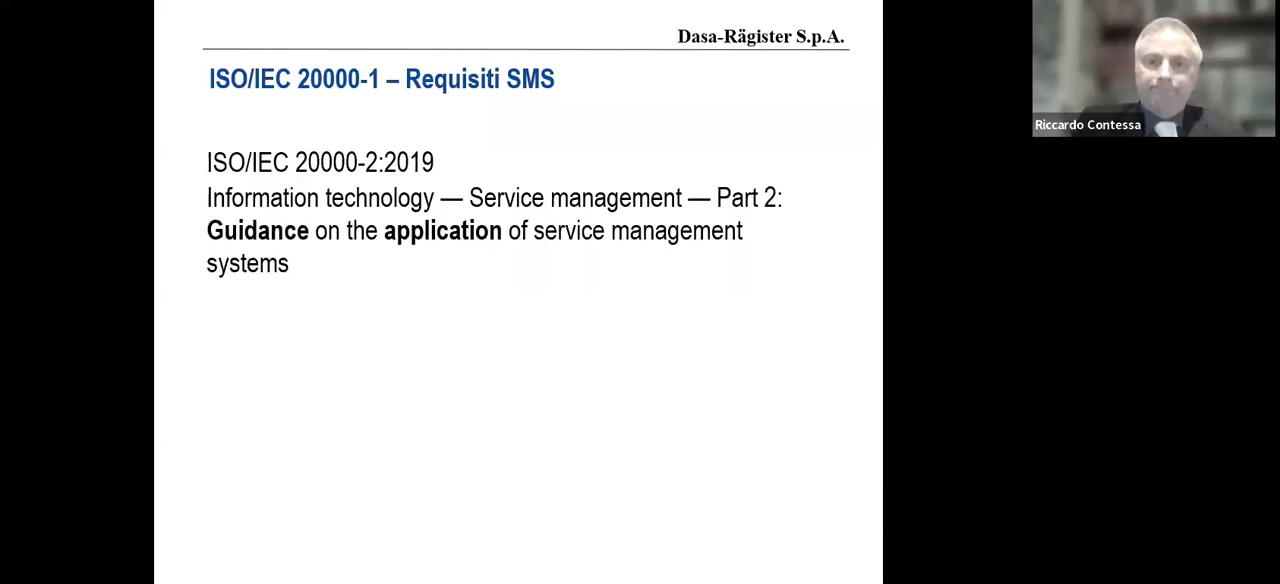 Dasa-Rägister S.p.A.
ISO/IEC 20000-1 – Requisiti SMS
Riccardo Contessa
ISO/IEC 20000-2:2019
Information technology — Service management — Part 2:
Guidance on the application of service management
systems